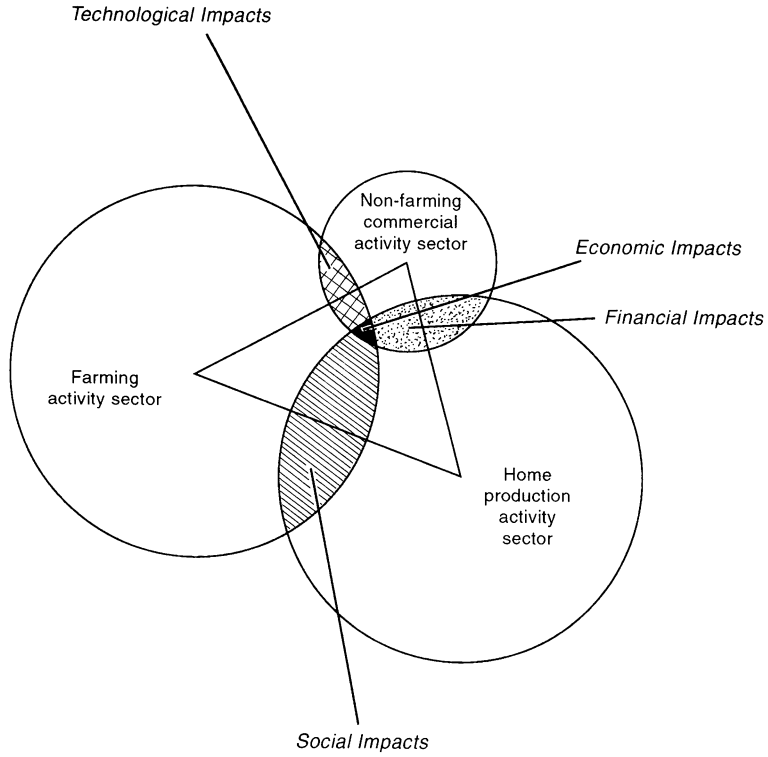 Technological Impacts
Non-farming
commercial
activity sector
Economic Impacts
Financial Impacts
Farming
activity sector
Home
production
activity
sector
Social Impacts